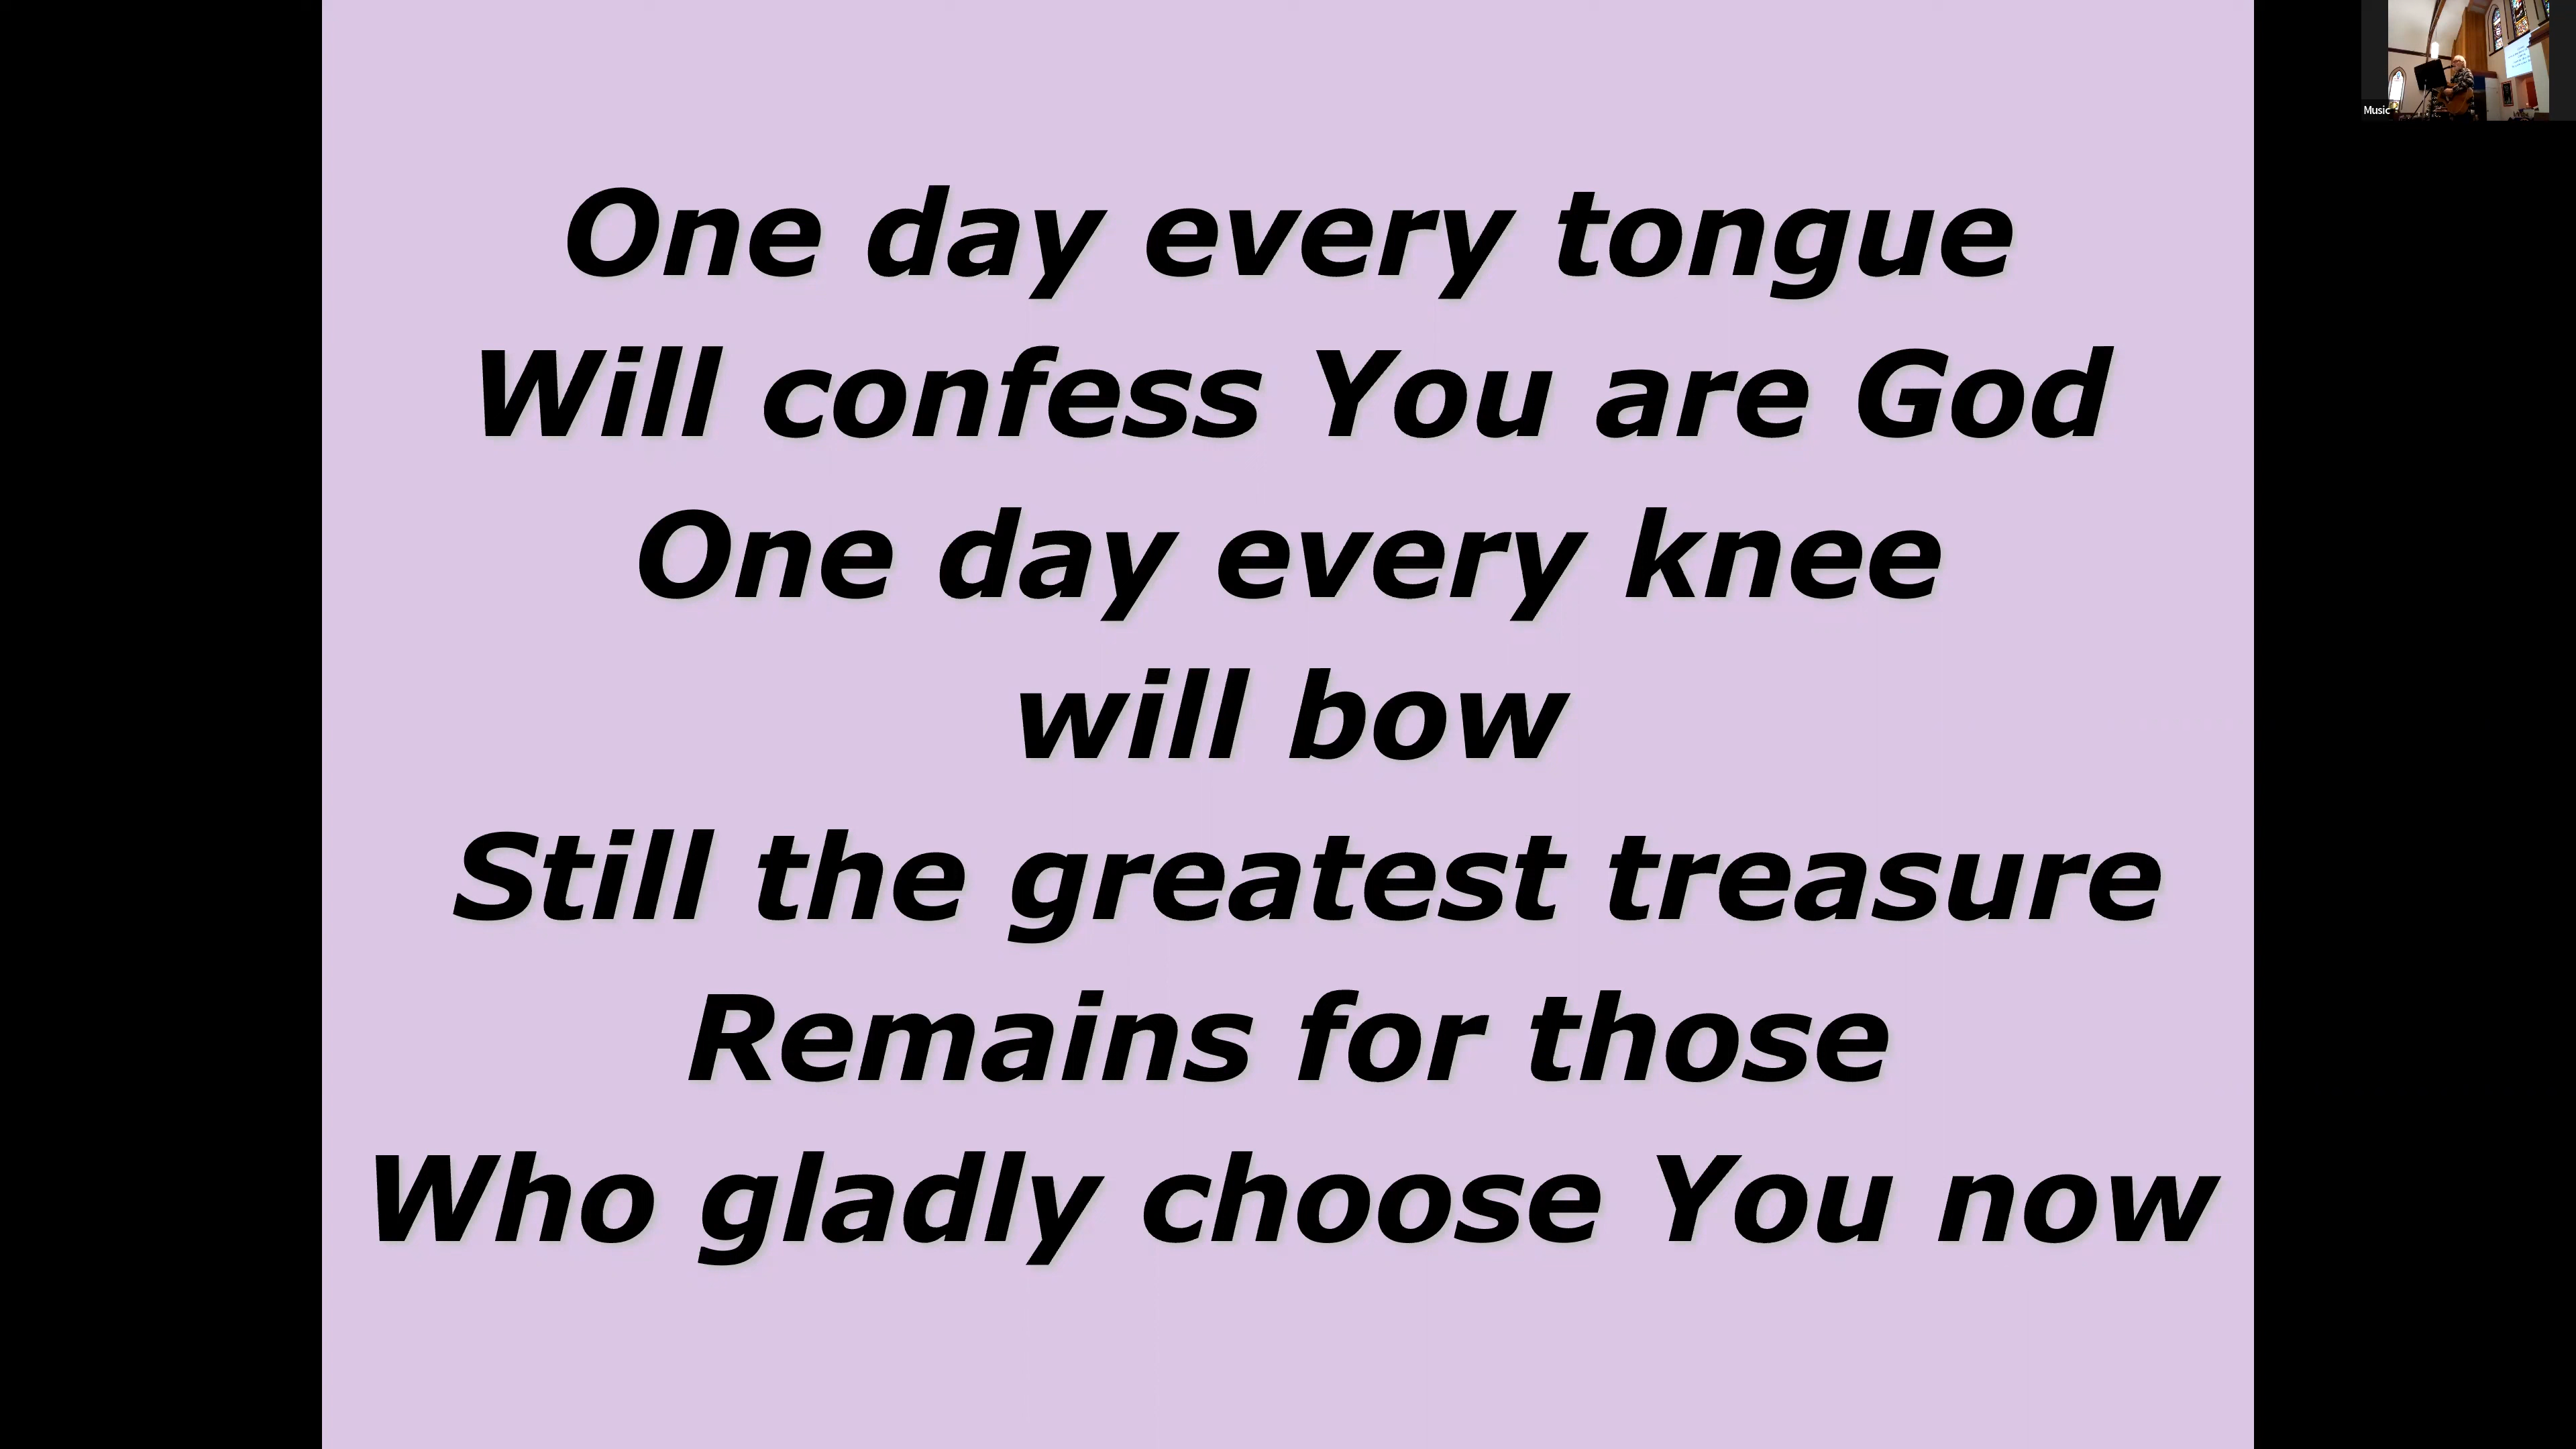 Music
One day every tongue
Will confess You are God
One day every knee
will bow
Still the greatest treasure
Remains for those
Who gladly choose You now